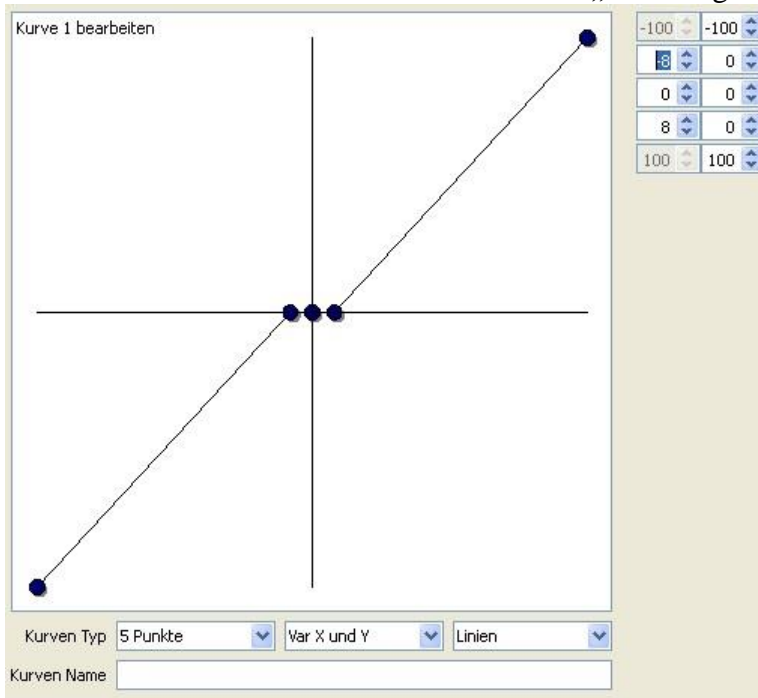 Kurve 1 bearbeiten
-100 -100
-8 0
0 0
8 0
100 100
Kurven Typ 5 Punkte Var X und Y Linien
Kurven Name